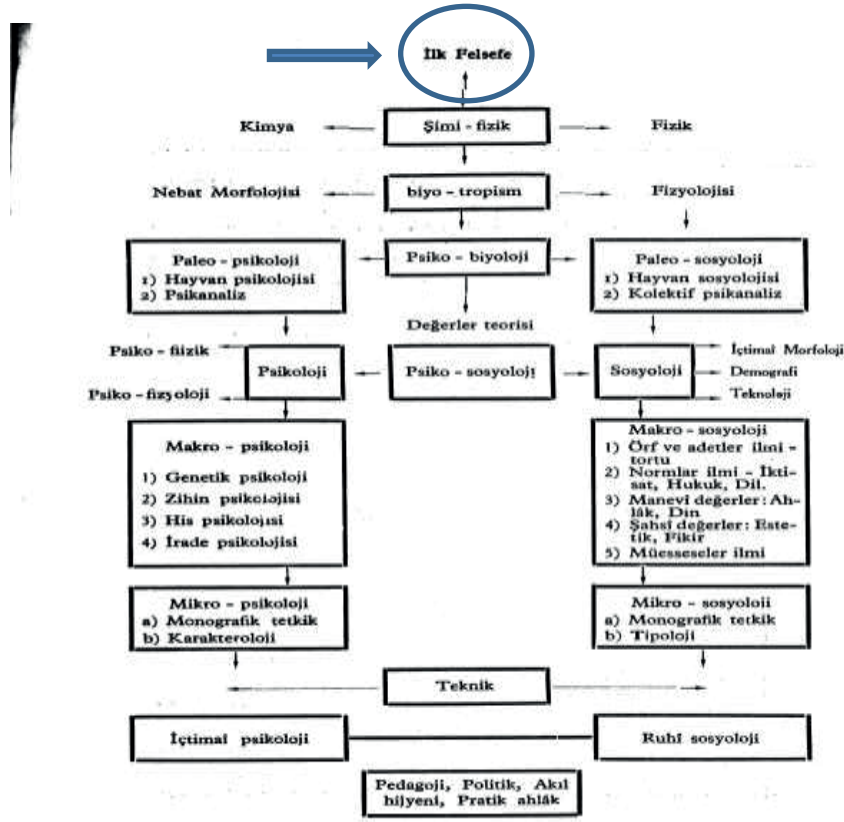 İlk Felsefe
Kimya
Şimi - fizik
Fizik
Nebat Morfolojisi
biyo - tropism
Fizyolojisi
Paleo - psikoloji
1) Hayvan psikolojisi
2) Psikanaliz
Psiko - biyoloji
Paleo - sosyoloji
1) Hayvan sosyolojisi
2) Kolektif psikanaliz
Değerler teorisi
Psiko - fiizik
Psiko - fizyoloji
Psikoloji
Psiko - sosyoloji
Sosyoloji
İçtimaî Morfoloji
Demografi
Teknoloji
Makro - psikoloji
1) Genetik psikoloji
2) Zihin psikolojisi
3) His psikolojisi
4) İrade psikolojisi
Makro - sosyoloji
1) Örf ve adetler ilmi -
tortu
2) Normlar ilmi - İkti-
sat, Hukuk, Dil.
3) Manevî değerler: Ah-
lâk, Din
4) Şahsî değerler: Este-
tik, Fikir
5) Müesseseler ilmi
Mikro - psikoloji
a) Monografik tetkik
b) Karakteroloji
Mikro - sosyoloji
a) Monografik tetkik
b) Tipoloji
Teknik
İçtimaî psikoloji
Ruhî sosyoloji
Pedagoji, Politik, Akıl
hijyeni, Pratik ahlâk